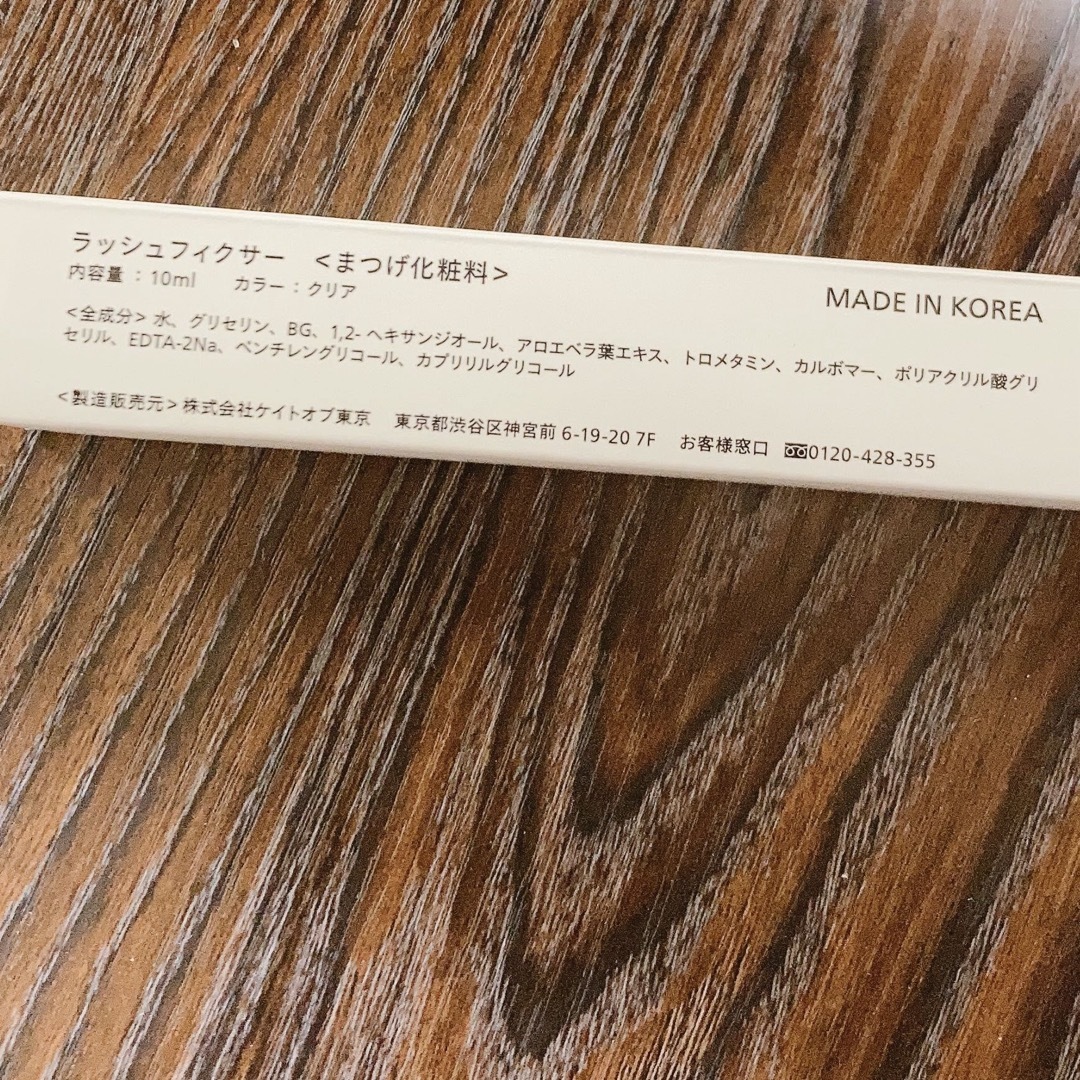 ラッシュフィクサー ＜まつげ化粧料＞
内容量：10ml カラー：クリア
MADE IN KOREA
＜全成分＞水、グリセリン、BG、1,2-ヘキサンジオール、アロエベラ葉エキス、トロメタミン、カルボマー、ポリアクリル酸グリ
セリル、EDTA-2Na、ペンチレングリコール、カプリリルグリコール
＜製造販売元＞株式会社ケイトオブ東京 東京都渋谷区神宮前 6-19-20 7F お客様窓口 0120-428-355